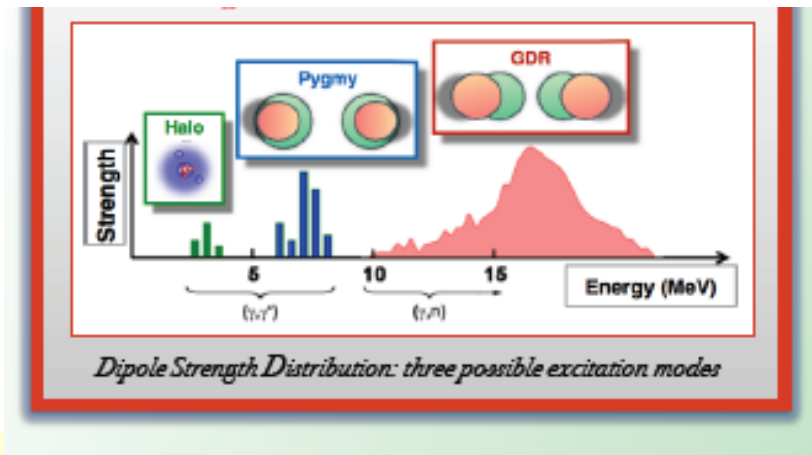 GDR
Pygmy
Halo
Strength
5 10 15
Energy (MeV)
(γ,γ')
(γ,n)
Dipole Strength Distribution: three possible excitation modes